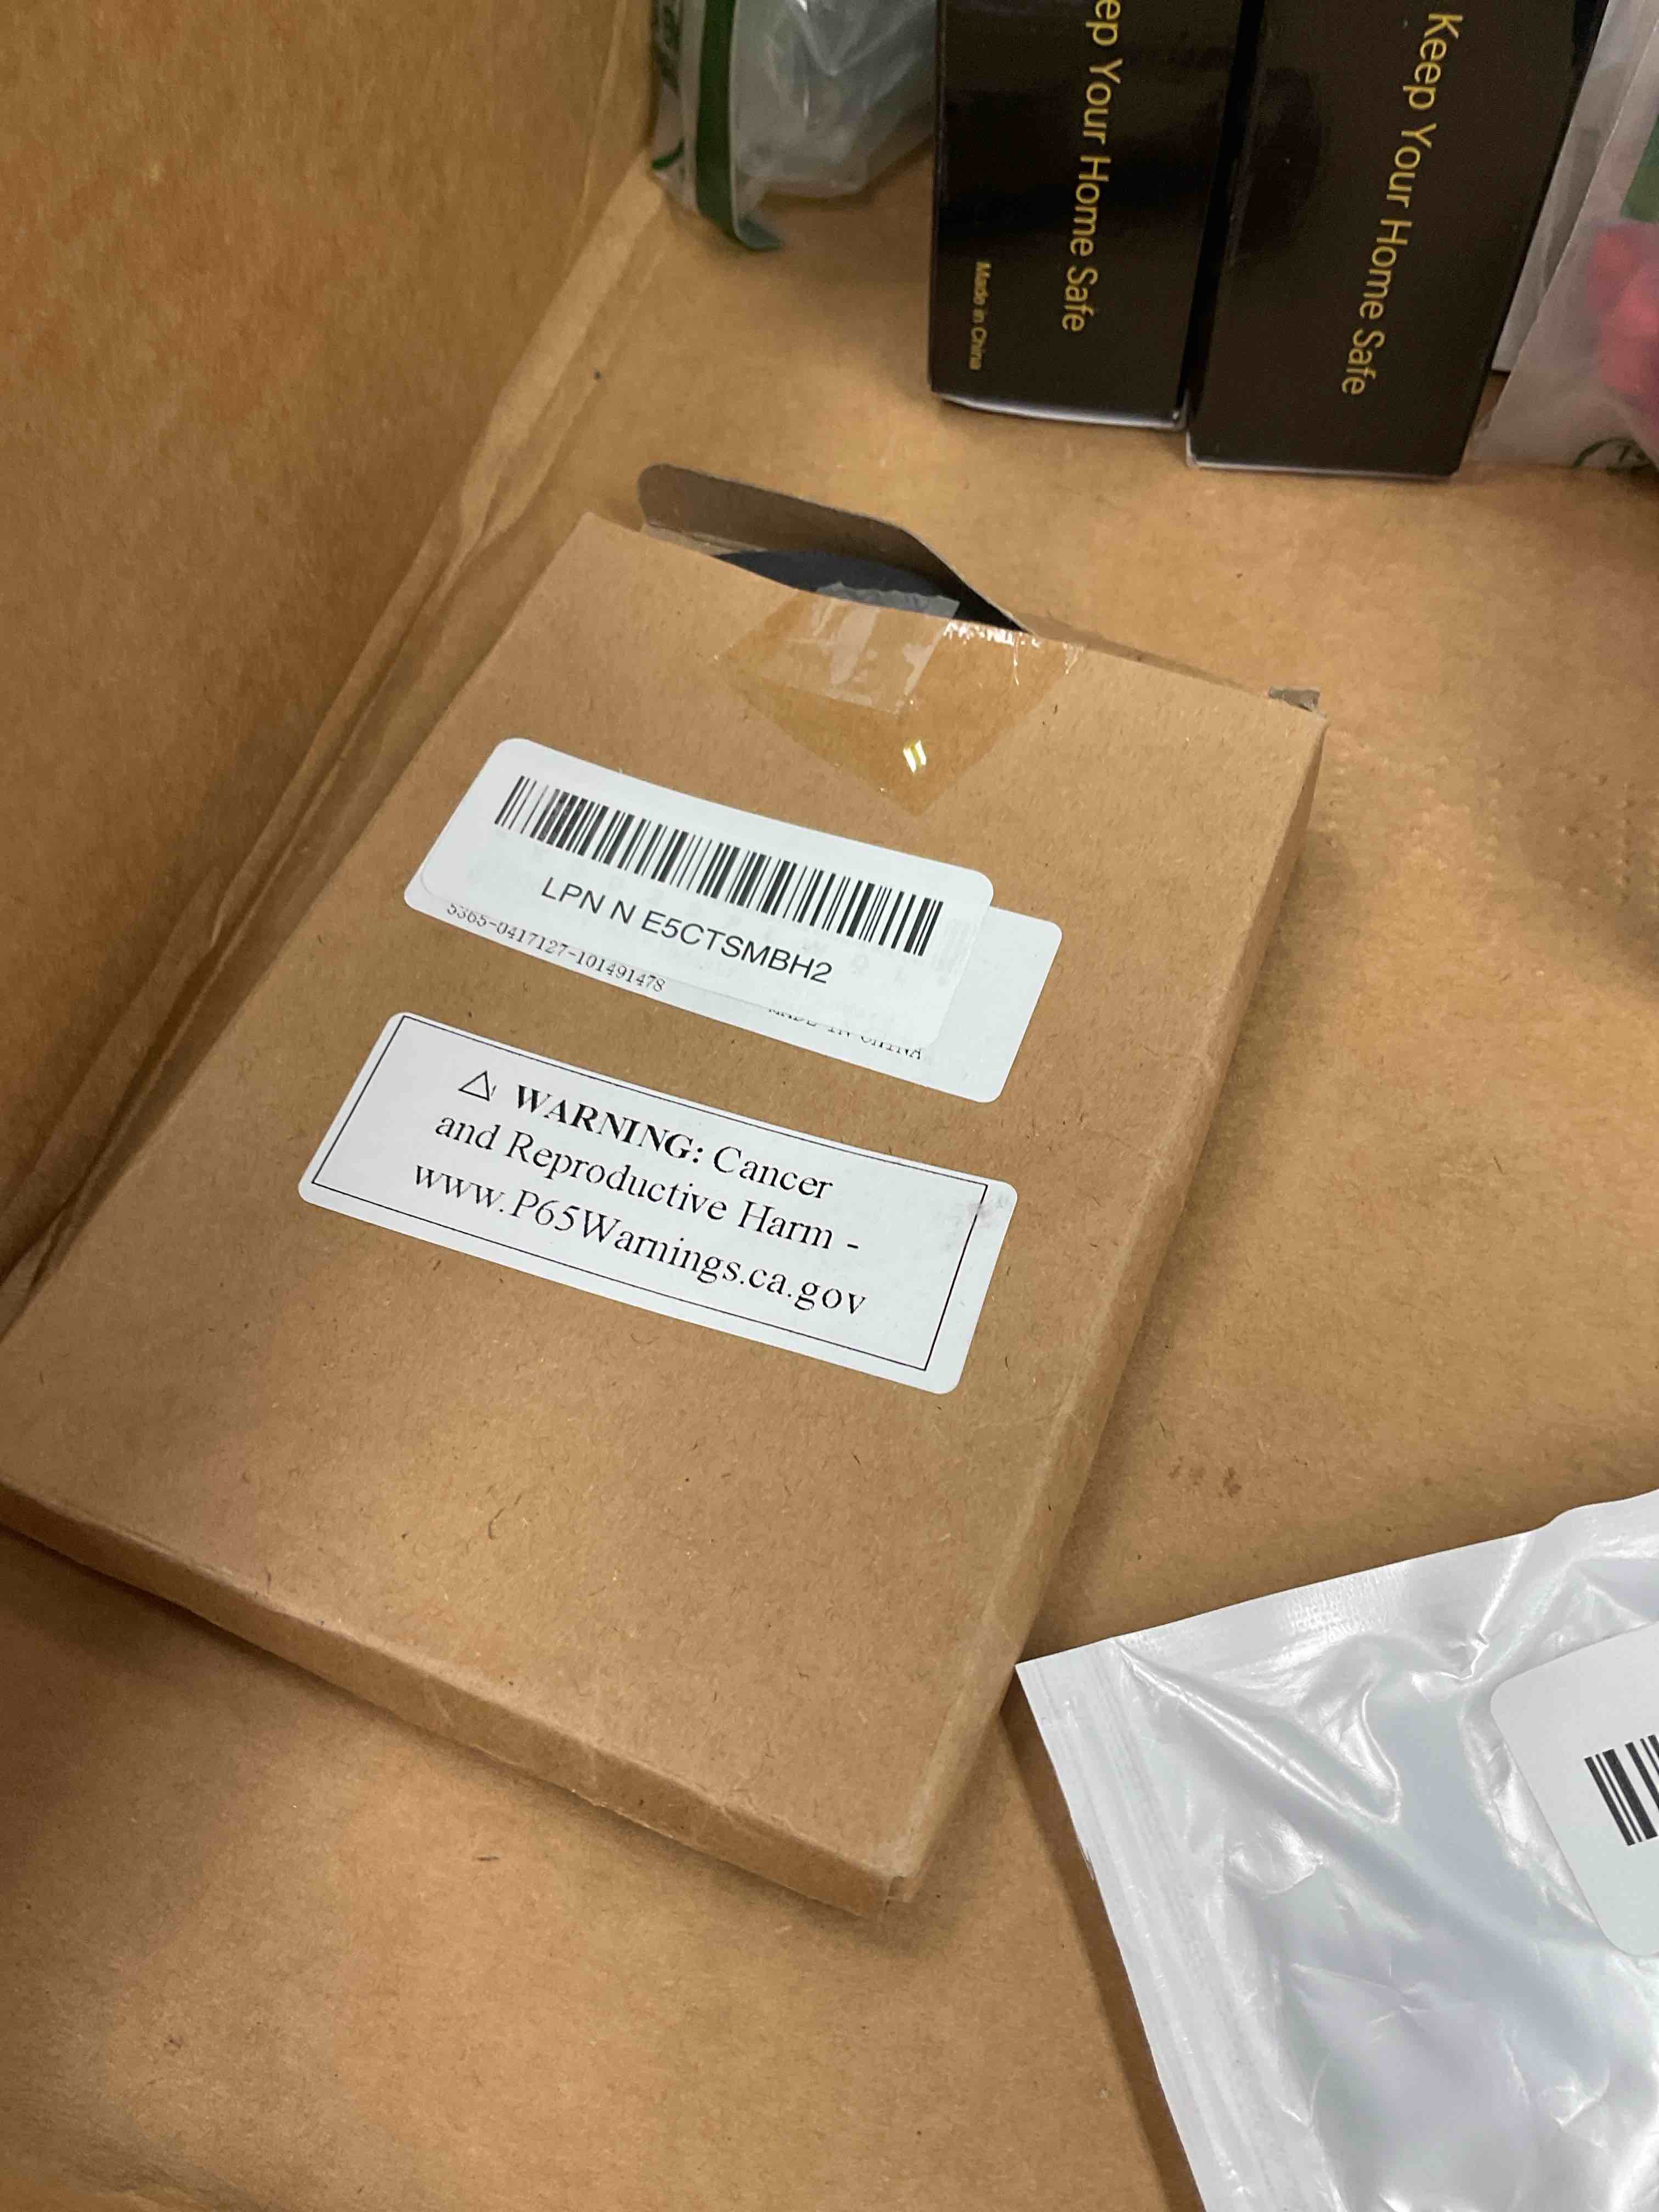 ep Your Home Safe
Made in China
Keep Your Home Safe
LPN N E5CTSMBH2
5365-0417127-101491478
MADE IN CHINA
⚠ WARNING: Cancer
and Reproductive Harm -
www.P65Warnings.ca.gov